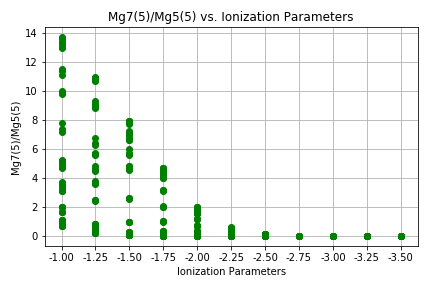 Mg7(5)/Mg5(5) vs. Ionization Parameters
Mg7(5)/Mg5(5)
14
12
10
8
6
4
2
0
-1.00 -1.25 -1.50 -1.75 -2.00 -2.25 -2.50 -2.75 -3.00 -3.25 -3.50
Ionization Parameters